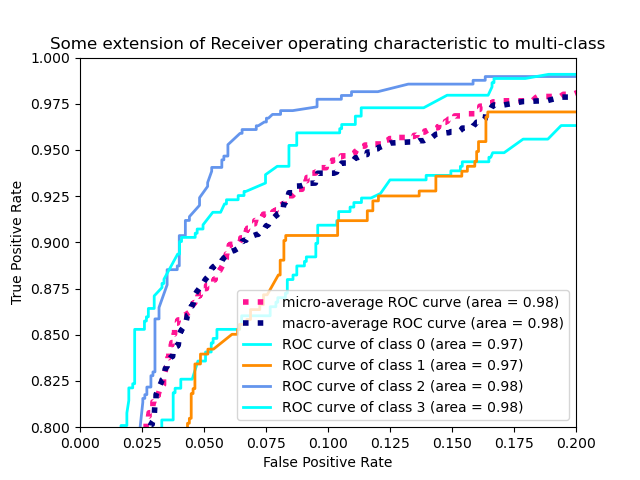 Some extension of Receiver operating characteristic to multi-class
1.000
0.975
0.950
0.925
0.900
0.875
0.850
0.825
0.800
True Positive Rate
micro-average ROC curve (area = 0.98)
macro-average ROC curve (area = 0.98)
ROC curve of class 0 (area = 0.97)
ROC curve of class 1 (area = 0.97)
ROC curve of class 2 (area = 0.98)
ROC curve of class 3 (area = 0.98)
0.000 0.025 0.050 0.075 0.100 0.125 0.150 0.175 0.200
False Positive Rate